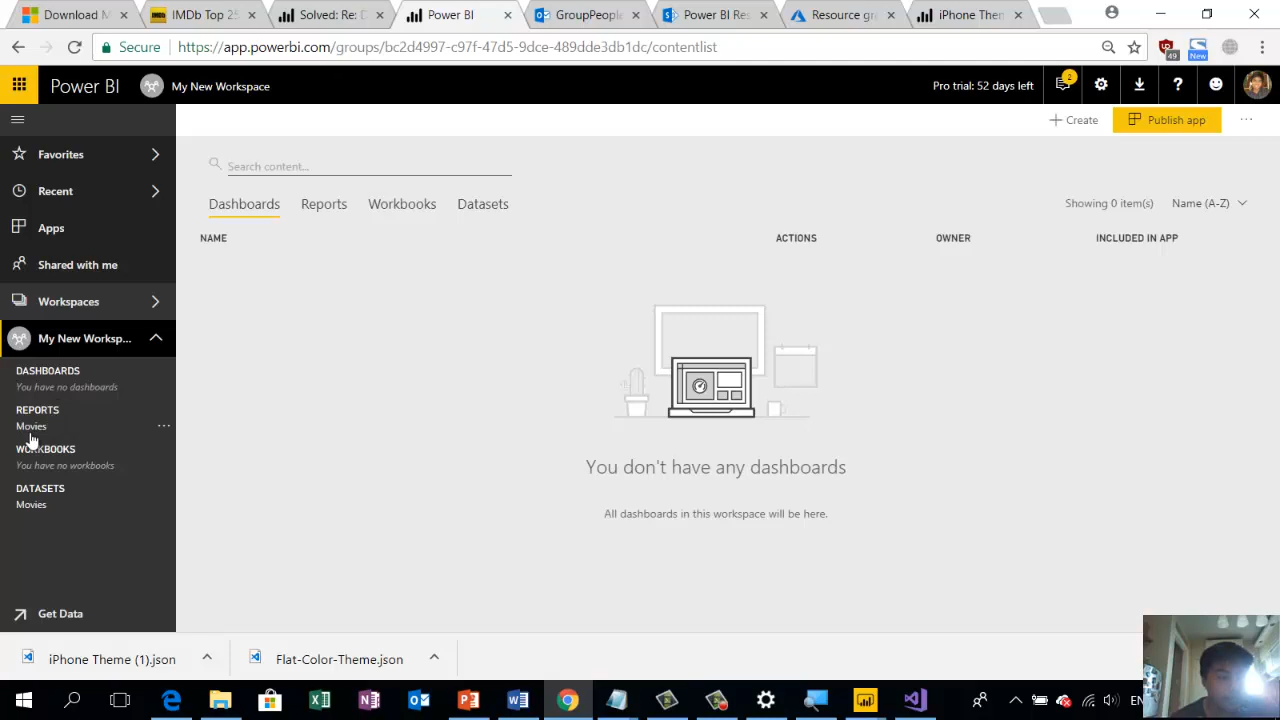 Download M
IMDb Top 25
Solved: Re: D
Power BI
GroupPeople
Power BI Res
Resource gr
iPhone Them
Secure
https://app.powerbi.com/groups/bc2d4997-c97f-47d5-9dce-489dde3db1dc/contentlist
49
New
Power BI
My New Workspace
Pro trial: 52 days left
2
?
+ Create
Publish app
...
Favorites
Recent
Apps
Shared with me
Workspaces
My New Worksp...
DASHBOARDS
You have no dashboards
REPORTS
Movies
...
WORKBOOKS
You have no workbooks
DATASETS
Movies
Get Data
Search content...
Dashboards
Reports
Workbooks
Datasets
Showing 0 item(s)
Name (A-Z)
NAME
ACTIONS
OWNER
INCLUDED IN APP
You don't have any dashboards
All dashboards in this workspace will be here.
iPhone Theme (1).json
Flat-Color-Theme.json